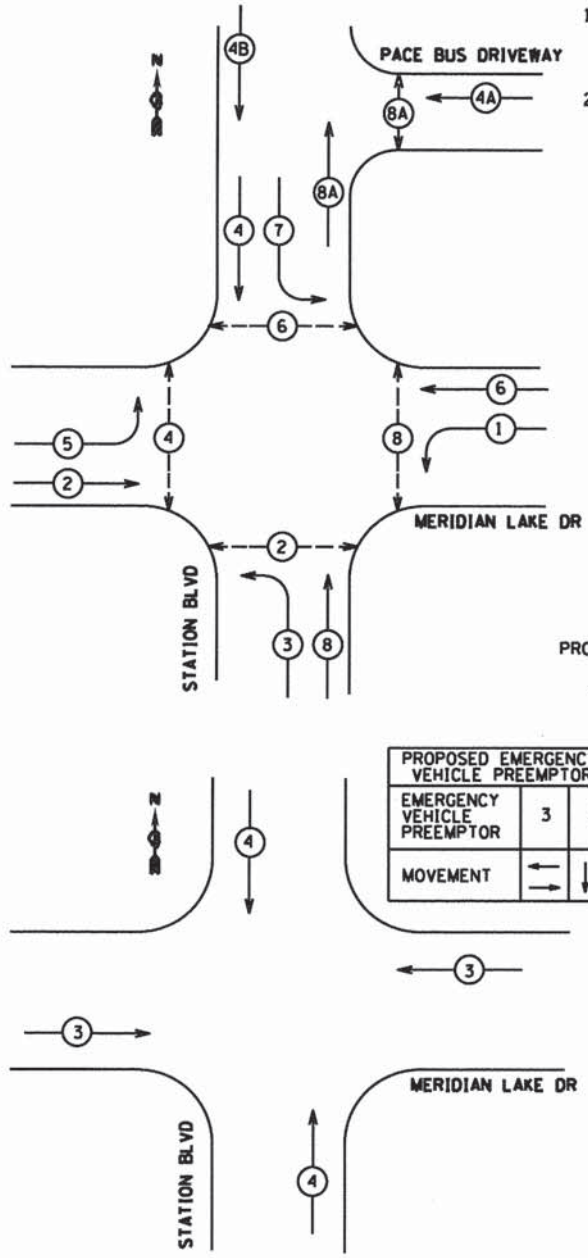 1
4B
PACE BUS DRIVEWAY
N
2
8A
4A
8A
4
7
6
6
5
4
8
1
2
MERIDIAN LAKE DR
2
STATION BLVD
3
8
PRO
PROPOSED EMERGENC
VEHICLE PREEMPTOR
EMERGENCY
VEHICLE
PREEMPTOR
3
MOVEMENT
N
4
3
3
MERIDIAN LAKE DR
STATION BLVD
4